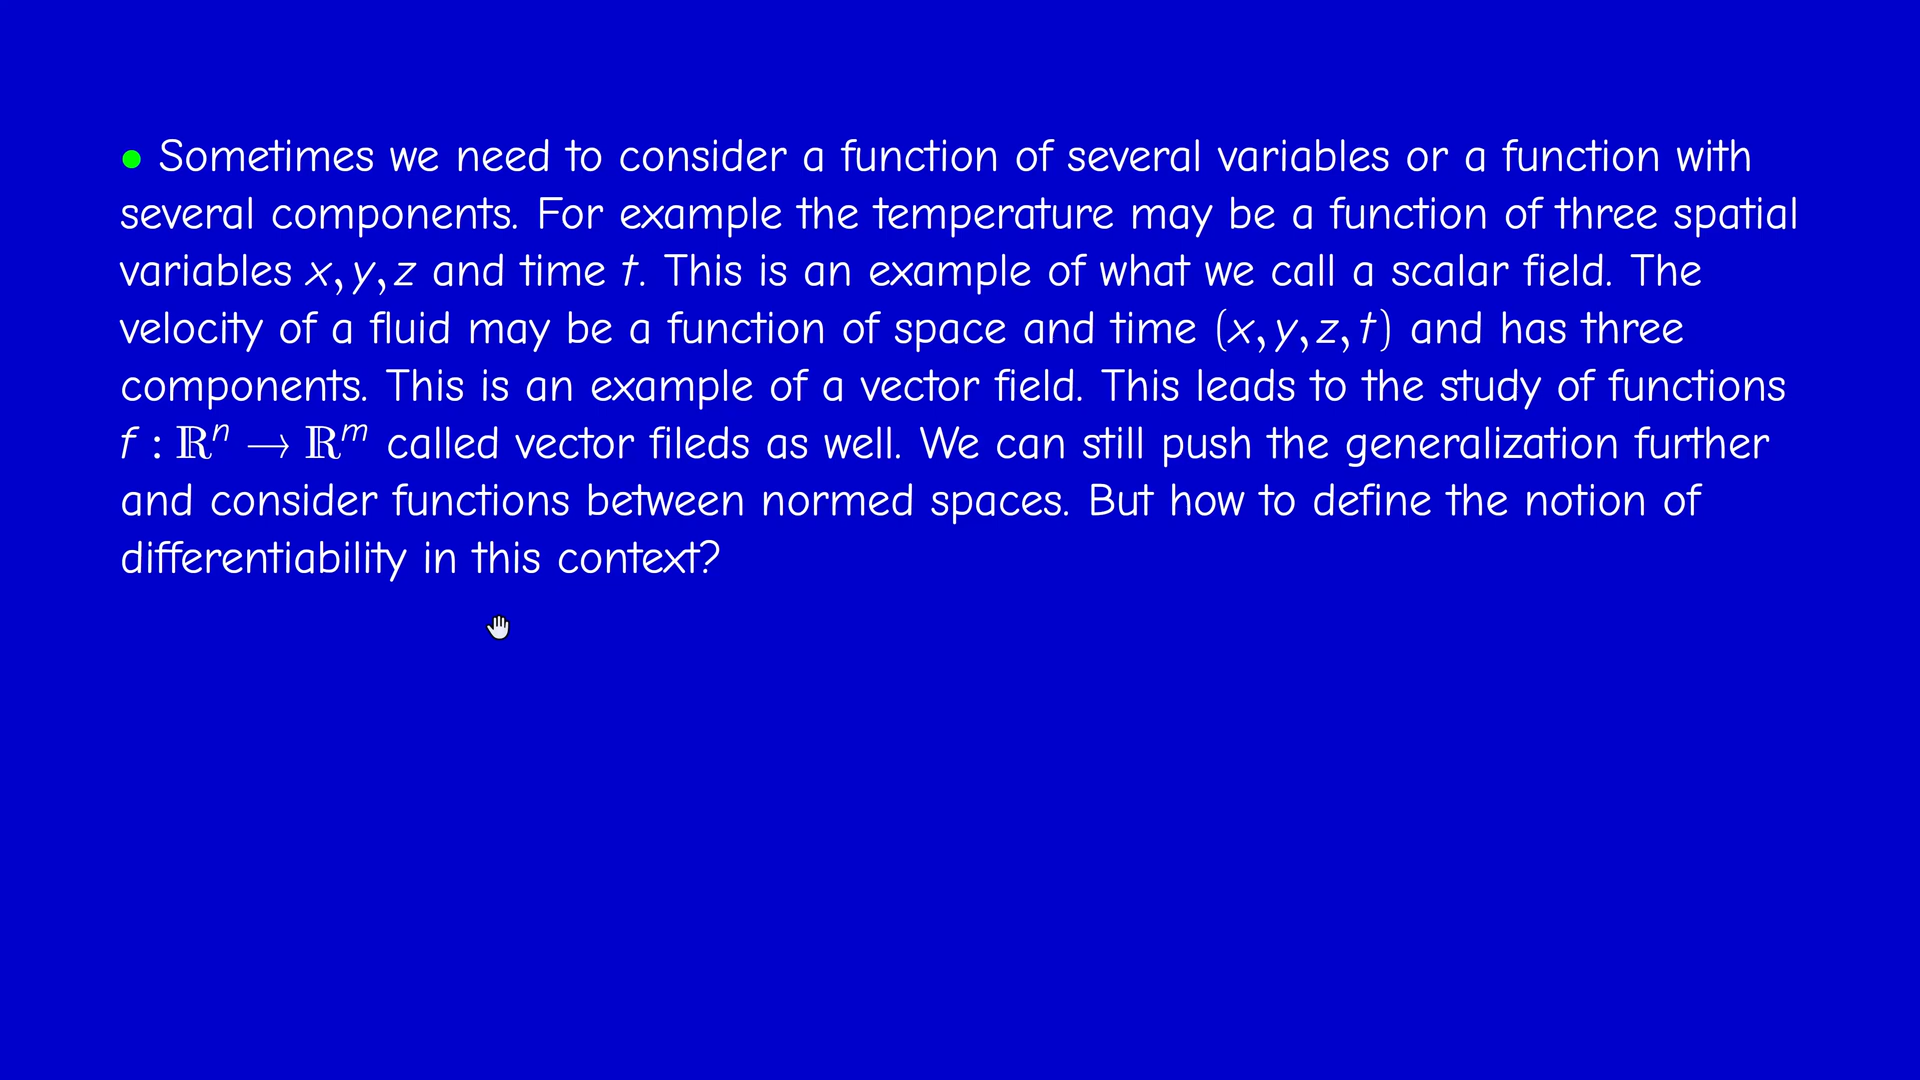 • Sometimes we need to consider a function of several variables or a function with
several components. For example the temperature may be a function of three spatial
variables x, y, z and time t. This is an example of what we call a scalar field. The
velocity of a fluid may be a function of space and time (x, y, z, t) and has three
components. This is an example of a vector field. This leads to the study of functions
f : ℝⁿ → ℝᵐ called vector fileds as well. We can still push the generalization further
and consider functions between normed spaces. But how to define the notion of
differentiability in this context?